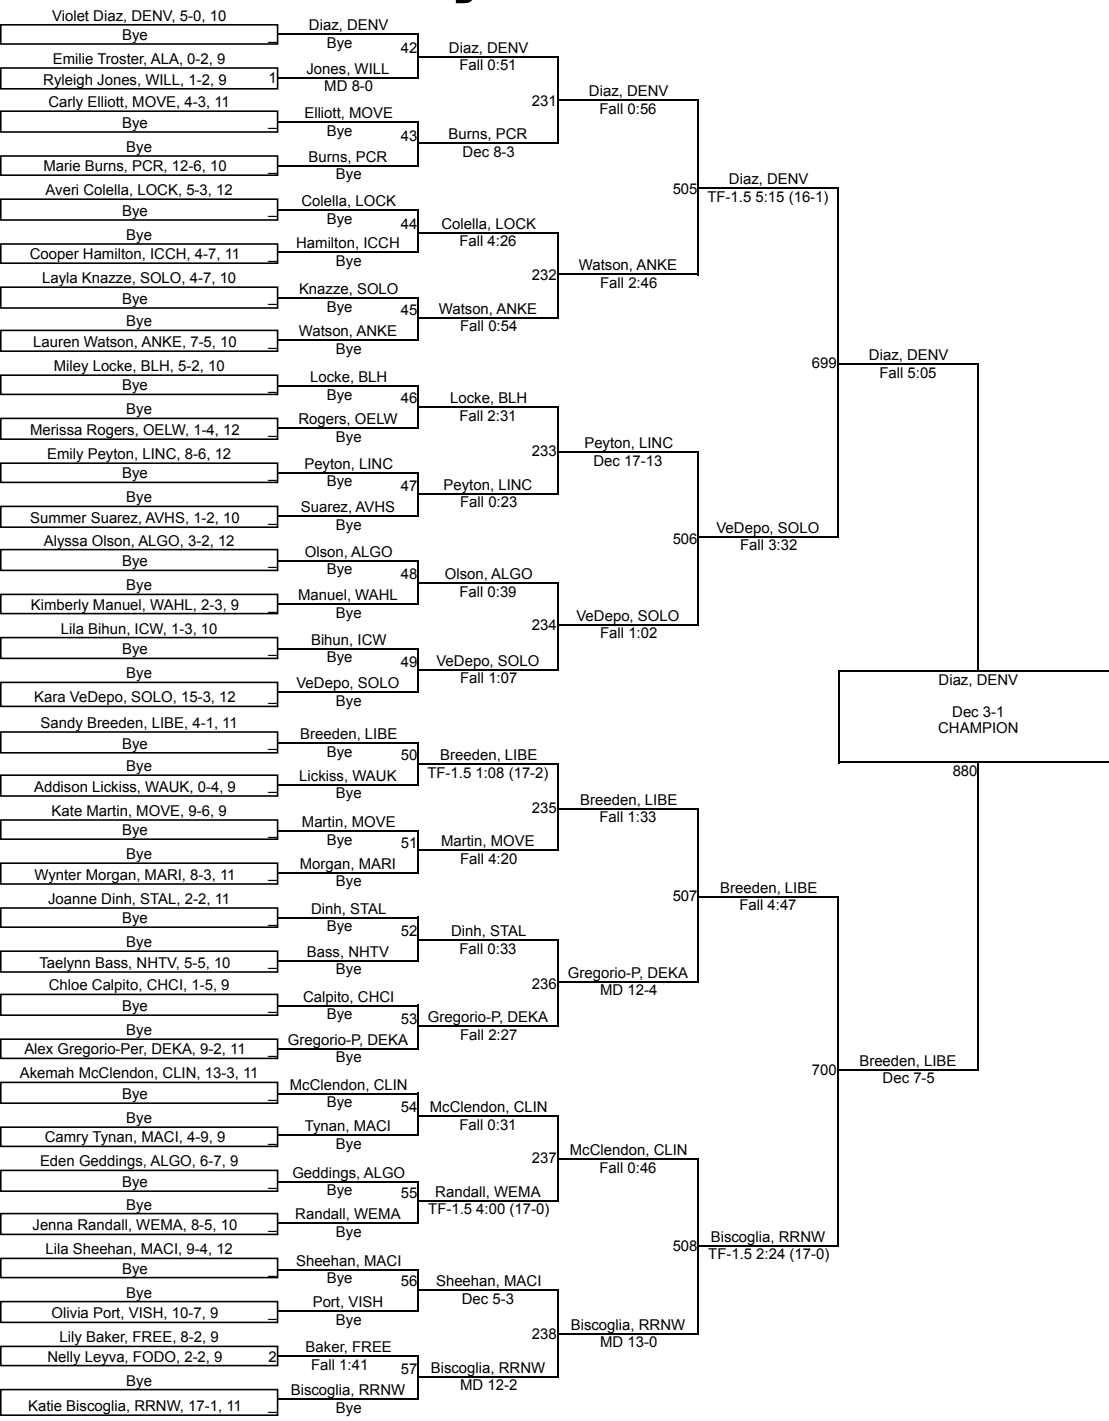 Violet Diaz, DENV, 5-0, 10
Bye
Emilie Troster, ALA, 0-2, 9
Ryleigh Jones, WILL, 1-2, 9
1
Carly Elliott, MOVE, 4-3, 11
Bye
Bye
Marie Burns, PCR, 12-6, 10
Averi Colella, LOCK, 5-3, 12
Bye
Bye
Cooper Hamilton, ICCH, 4-7, 11
Layla Knazze, SOLO, 4-7, 10
Bye
Bye
Lauren Watson, ANKE, 7-5, 10
Miley Locke, BLH, 5-2, 10
Bye
Bye
Merissa Rogers, OELW, 1-4, 12
Emily Peyton, LINC, 8-6, 12
Bye
Bye
Summer Suarez, AVHS, 1-2, 10
Alyssa Olson, ALGO, 3-2, 12
Bye
Bye
Kimberly Manuel, WAHL, 2-3, 9
Lila Bihun, ICW, 1-3, 10
Bye
Bye
Kara VeDepo, SOLO, 15-3, 12
Sandy Breeden, LIBE, 4-1, 11
Bye
Bye
Addison Lickiss, WAUK, 0-4, 9
Kate Martin, MOVE, 9-6, 9
Bye
Bye
Wynter Morgan, MARI, 8-3, 11
Joanne Dinh, STAL, 2-2, 11
Bye
Bye
Taelynn Bass, NHTV, 5-5, 10
Chloe Calpito, CHCI, 1-5, 9
Bye
Bye
Alex Gregorio-Per, DEKA, 9-2, 11
Akemah McClendon, CLIN, 13-3, 11
Bye
Bye
Camry Tynan, MACI, 4-9, 9
Eden Geddings, ALGO, 6-7, 9
Bye
Bye
Jenna Randall, WEMA, 8-5, 10
Lila Sheehan, MACI, 9-4, 12
Bye
Bye
Olivia Port, VISH, 10-7, 9
Lily Baker, FREE, 8-2, 9
Nelly Leyva, FODO, 2-2, 9
2
Bye
Katie Biscoglia, RRNW, 17-1, 11
Diaz, DENV
Bye
42
Jones, WILL
MD 8-0
Elliott, MOVE
Bye
43
Burns, PCR
Bye
Colella, LOCK
Bye
44
Hamilton, ICCH
Bye
Knazze, SOLO
Bye
45
Watson, ANKE
Bye
Locke, BLH
Bye
46
Rogers, OELW
Bye
Peyton, LINC
Bye
47
Suarez, AVHS
Bye
Olson, ALGO
Bye
48
Manuel, WAHL
Bye
Bihun, ICW
Bye
49
VeDepo, SOLO
Bye
Breeden, LIBE
Bye
50
Lickiss, WAUK
Bye
Martin, MOVE
Bye
51
Morgan, MARI
Bye
Dinh, STAL
Bye
52
Bass, NHTV
Bye
Calpito, CHCI
Bye
53
Gregorio-P, DEKA
Bye
McClendon, CLIN
Bye
54
Tynan, MACI
Bye
Geddings, ALGO
Bye
55
Randall, WEMA
Bye
Sheehan, MACI
Bye
56
Port, VISH
Bye
Baker, FREE
Fall 1:41
57
Biscoglia, RRNW
Bye
Diaz, DENV
Fall 0:51
231
Burns, PCR
Dec 8-3
Colella, LOCK
Fall 4:26
232
Watson, ANKE
Fall 0:54
Locke, BLH
Fall 2:31
233
Peyton, LINC
Fall 0:23
Olson, ALGO
Fall 0:39
234
VeDepo, SOLO
Fall 1:07
Breeden, LIBE
TF-1.5 1:08 (17-2)
235
Martin, MOVE
Fall 4:20
Dinh, STAL
Fall 0:33
236
Gregorio-P, DEKA
Fall 2:27
McClendon, CLIN
Fall 0:31
237
Randall, WEMA
TF-1.5 4:00 (17-0)
Sheehan, MACI
Dec 5-3
238
Biscoglia, RRNW
MD 12-2
Diaz, DENV
Fall 0:56
505
Watson, ANKE
Fall 2:46
Peyton, LINC
Dec 17-13
506
VeDepo, SOLO
Fall 1:02
Breeden, LIBE
Fall 1:33
507
Gregorio-P, DEKA
MD 12-4
McClendon, CLIN
Fall 0:46
508
Biscoglia, RRNW
MD 13-0
Diaz, DENV
TF-1.5 5:15 (16-1)
699
VeDepo, SOLO
Fall 3:32
Breeden, LIBE
Fall 4:47
700
Biscoglia, RRNW
TF-1.5 2:24 (17-0)
Diaz, DENV
Fall 5:05
Breeden, LIBE
Dec 7-5
Diaz, DENV
Dec 3-1
CHAMPION
880